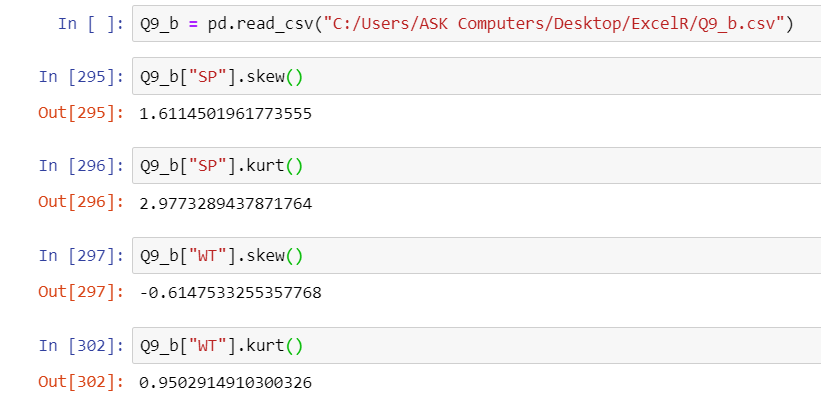 In [ ]: Q9_b = pd.read_csv("C:/Users/ASK Computers/Desktop/ExcelR/Q9_b.csv")
In [295]: Q9_b["SP"].skew()
Out[295]: 1.6114501961773555
In [296]: Q9_b["SP"].kurt()
Out[296]: 2.9773289437871764
In [297]: Q9_b["WT"].skew()
Out[297]: -0.6147533255357768
In [302]: Q9_b["WT"].kurt()
Out[302]: 0.9502914910300326